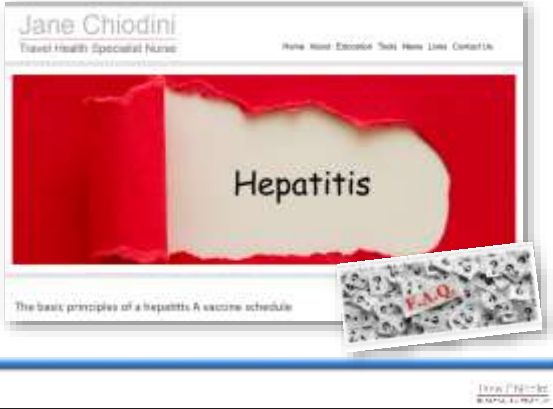 Jane Chiodini
Travel Health Specialist Nurse
Home About Education Tools News Links Contact Us
Hepatitis
F.A.Q.
The basic principles of a hepatitis A vaccine schedule